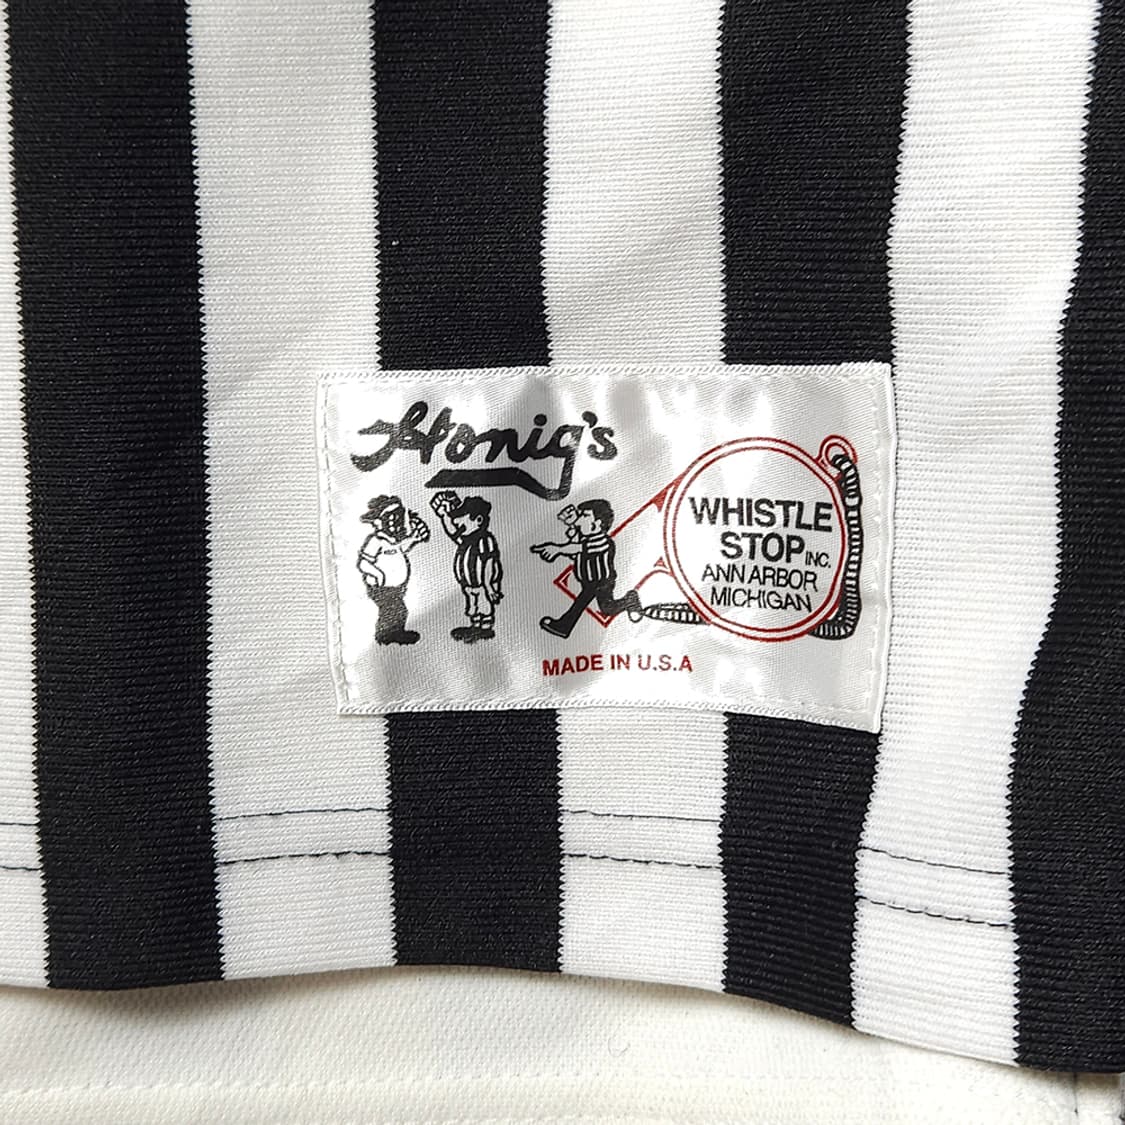 Honig's
WHISTLE
STOP INC.
ANN ARBOR
MICHIGAN
MADE IN U.S.A